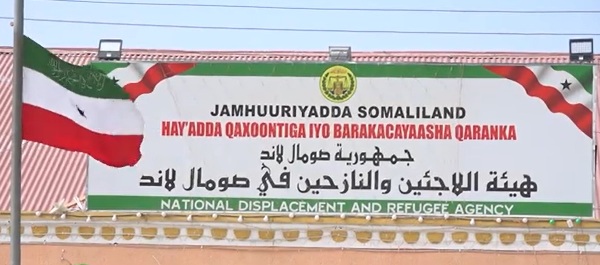 JAMHUURIYADDA SOMALILAND
HAY'ADDA QAXOONTIGA IYO BARAKACAYAASHA QARANKA
جمهورية صومال لاند
هيئة اللاجئين والنازحين في صومال لاند
NATIONAL DISPLACEMENT AND REFUGEE AGENCY